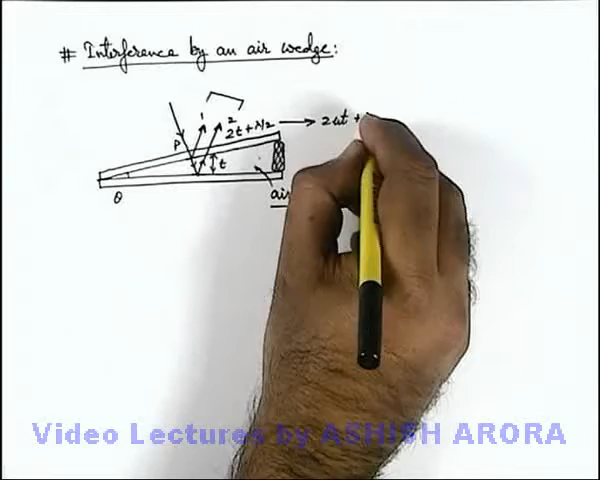 # Interference by an air wedge:
1 2
P 2t + λ/2 → 2μt +
t
θ air
Video Lectures by ASHISH ARORA